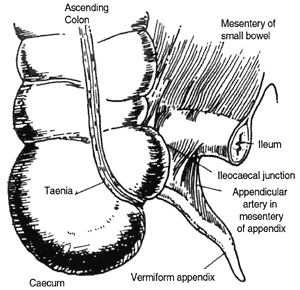 Ascending
Colon
Mesentery of
small bowel
Ileum
Ileocaecal junction
Taenia
Appendicular
artery in
mesentery
of appendix
Vermiform appendix
Caecum